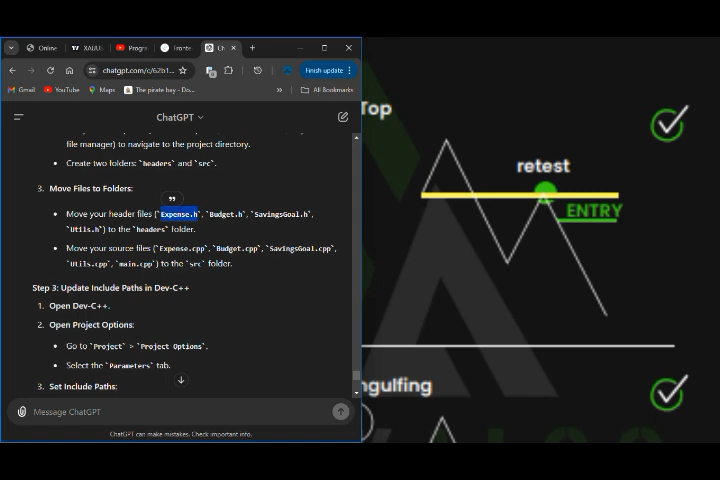 Online
XAUUS
Progra
Fronte
Ch
chatgpt.com/c/62b1...
Finish update
Gmail
YouTube
Maps
The pirate bay - Do...
All Bookmarks
ChatGPT
file manager) to navigate to the project directory.
Create two folders: `headers` and `src`.
3. Move Files to Folders:
Move your header files (`Expense.h`, `Budget.h`, `SavingsGoal.h`,
`Utils.h`) to the `headers` folder.
Move your source files (`Expense.cpp`, `Budget.cpp`, `SavingsGoal.cpp`,
`Utils.cpp`, `main.cpp`) to the `src` folder.
Step 3: Update Include Paths in Dev-C++
1. Open Dev-C++.
2. Open Project Options:
Go to `Project` > `Project Options`.
Select the `Parameters` tab.
3. Set Include Paths:
Message ChatGPT
ChatGPT can make mistakes. Check important info.
Top
retest
ENTRY
ngulfing